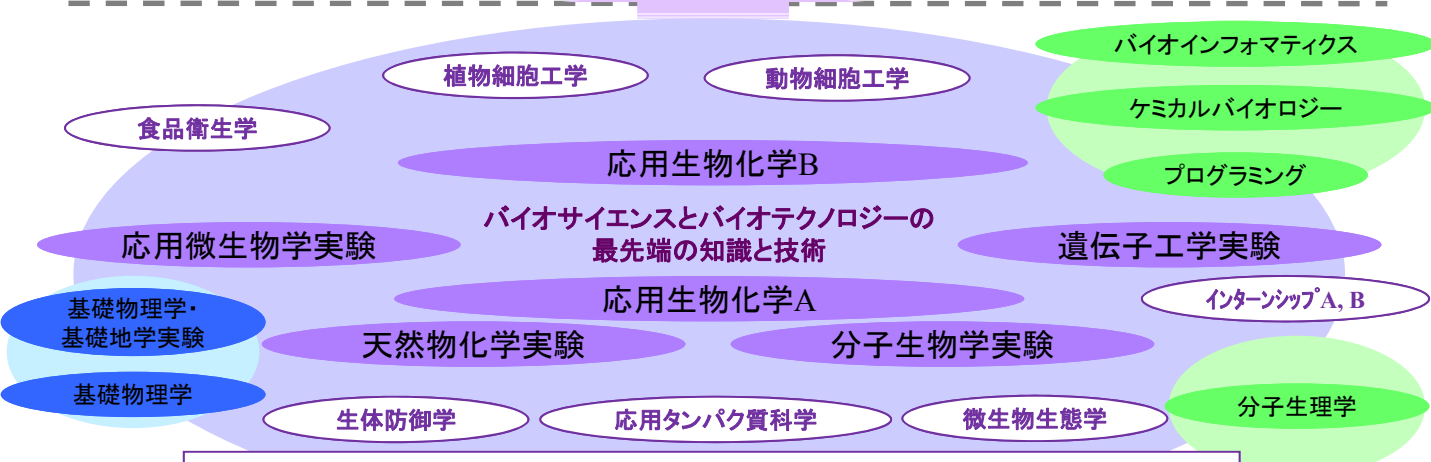 バイオインフォマティクス
植物細胞工学
動物細胞工学
ケミカルバイオロジー
食品衛生学
応用生物化学B
プログラミング
バイオサイエンスとバイオテクノロジーの
最先端の知識と技術
応用微生物学実験
遺伝子工学実験
応用生物化学A
インターンシップA, B
基礎物理学・
基礎地学実験
天然物化学実験
分子生物学実験
基礎物理学
分子生理学
生体防御学
応用タンパク質科学
微生物生態学